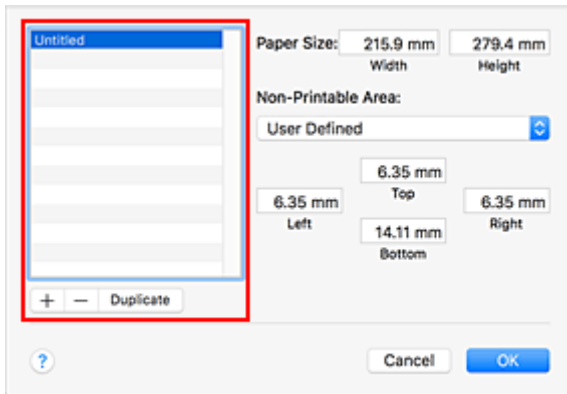 Untitled
Paper Size: 215.9 mm 279.4 mm
Width Height
Non-Printable Area:
User Defined
6.35 mm
Top
6.35 mm 6.35 mm
Left Right
14.11 mm
Bottom
+ − Duplicate
? Cancel OK